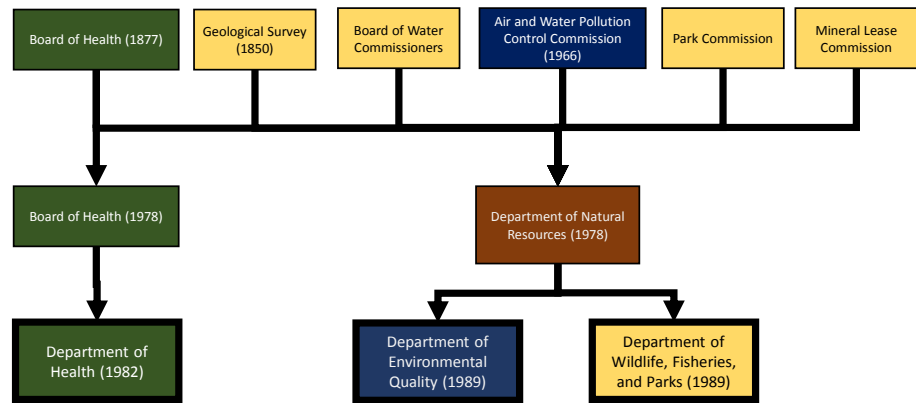 Board of Health (1877)
Geological Survey
(1850)
Board of Water
Commissioners
Air and Water Pollution
Control Commission
(1966)
Park Commission
Mineral Lease
Commission
Board of Health (1978)
Department of Natural
Resources (1978)
Department of
Health (1982)
Department of
Environmental
Quality (1989)
Department of
Wildlife, Fisheries,
and Parks (1989)